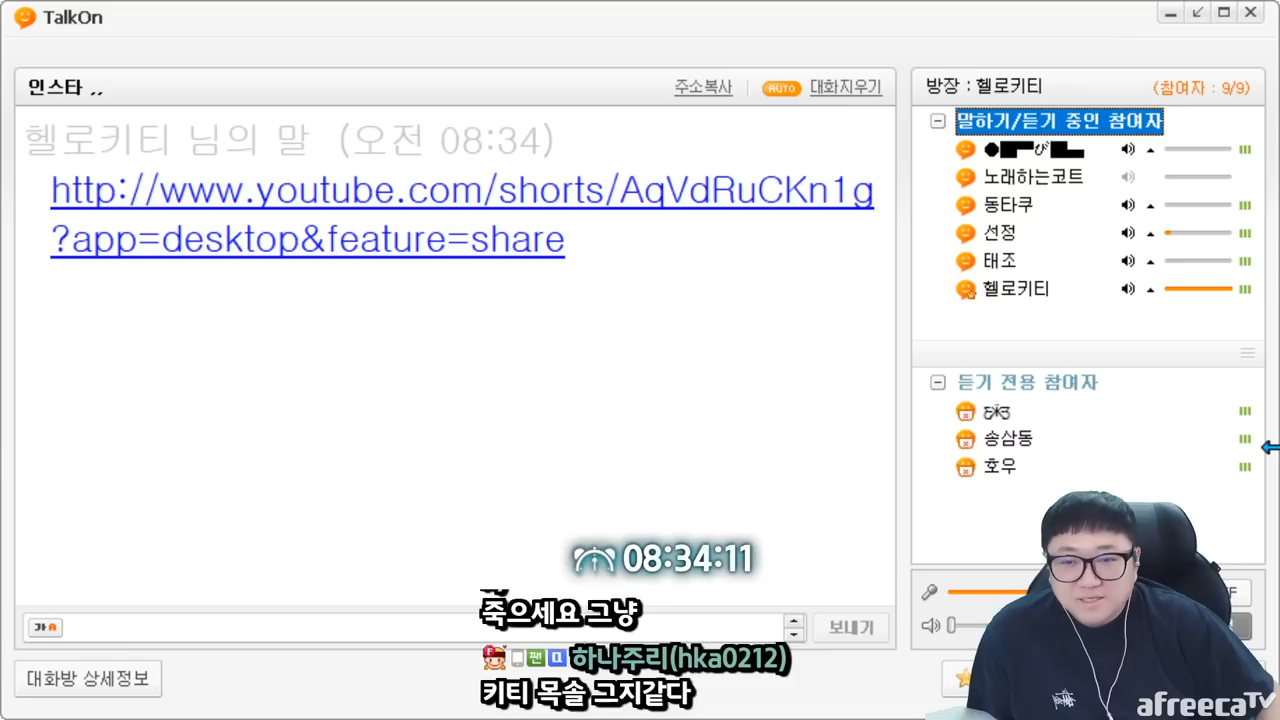 TalkOn
인스타 ,,
주소복사
AUTO
대화지우기
헬로키티 님의 말 (오전 08:34)
http://www.youtube.com/shorts/AqVdRuCKn1g
?app=desktop&feature=share
가A
보내기
대화방 상세정보
방장 : 헬로키티
(참여자 : 9/9)
말하기/듣기 중인 참여자
노래하는코트
동타쿠
선정
태조
헬로키티
듣기 전용 참여자
송삼동
호우
08:34:11
죽으세요 그냥
팬 하나주리(hka0212)
키티 목솔 그지같다
afreecaTV